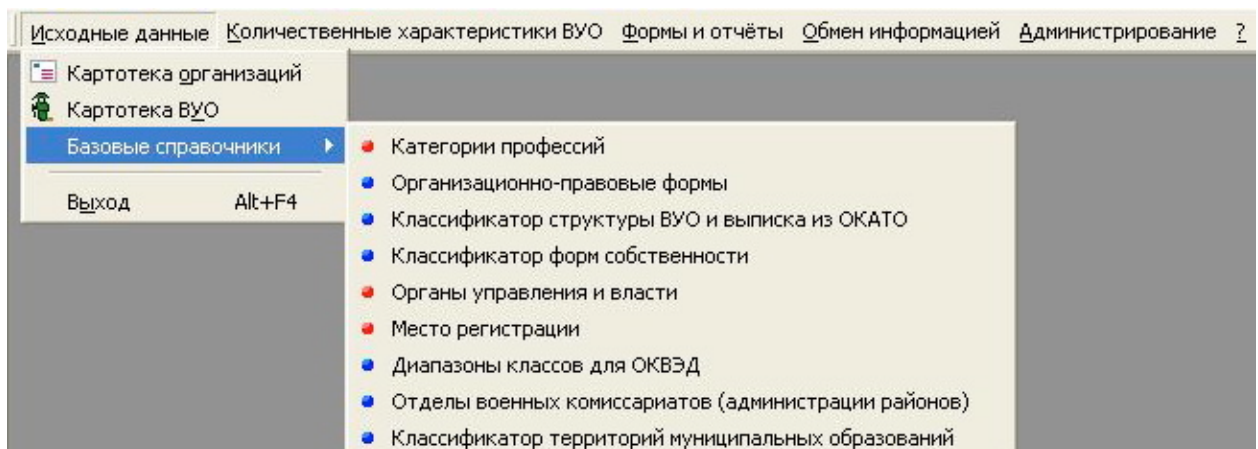 Исходные данные Количественные характеристики ВУО Формы и отчёты Обмен информацией Администрирование ?
Картотека организаций
Картотека ВУО
Базовые справочники
Выход Alt+F4
Категории профессий
Организационно-правовые формы
Классификатор структуры ВУО и выписка из ОКАТО
Классификатор форм собственности
Органы управления и власти
Место регистрации
Диапазоны классов для ОКВЭД
Отделы военных комиссариатов (администрации районов)
Классификатор территорий муниципальных образований